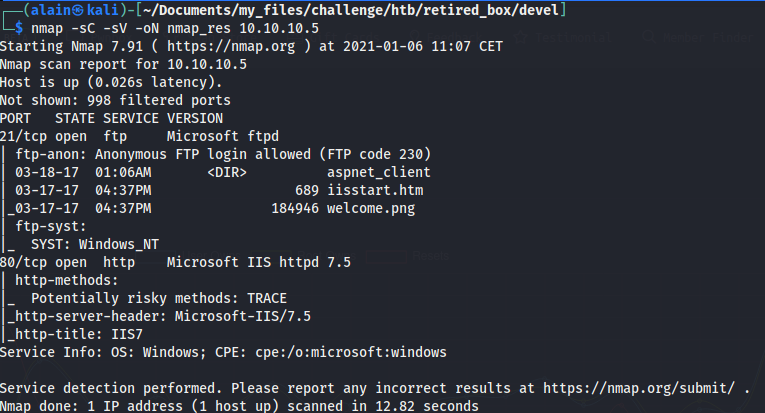 (alain㉿kali)-[~/Documents/my_files/challenge/htb/retired_box/devel]
$ nmap -sC -sV -oN nmap_res 10.10.10.5
Starting Nmap 7.91 ( https://nmap.org ) at 2021-01-06 11:07 CET
Nmap scan report for 10.10.10.5
Host is up (0.026s latency).
Not shown: 998 filtered ports
PORT   STATE SERVICE VERSION
21/tcp open  ftp     Microsoft ftpd
| ftp-anon: Anonymous FTP login allowed (FTP code 230)
| 03-18-17  01:06AM       <DIR>          aspnet_client
| 03-17-17  04:37PM                  689 iisstart.htm
|_03-17-17  04:37PM               184946 welcome.png
| ftp-syst:
|_  SYST: Windows_NT
80/tcp open  http    Microsoft IIS httpd 7.5
| http-methods:
|_  Potentially risky methods: TRACE
|_http-server-header: Microsoft-IIS/7.5
|_http-title: IIS7
Service Info: OS: Windows; CPE: cpe:/o:microsoft:windows

Service detection performed. Please report any incorrect results at https://nmap.org/submit/ .
Nmap done: 1 IP address (1 host up) scanned in 12.82 seconds